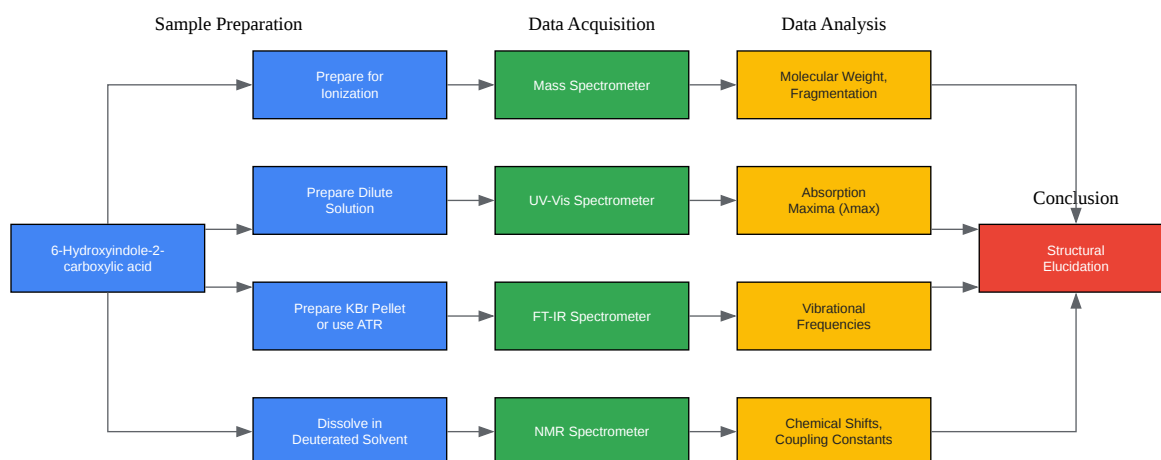 Sample Preparation
Data Acquisition
Data Analysis
Prepare for
Ionization
Mass Spectrometer
Molecular Weight,
Fragmentation
Prepare Dilute
Solution
UV-Vis Spectrometer
Absorption
Maxima (λmax)
Conclusion
6-Hydroxyindole-2-
carboxylic acid
Structural
Elucidation
Prepare KBr Pellet
or use ATR
FT-IR Spectrometer
Vibrational
Frequencies
Dissolve in
Deuterated Solvent
NMR Spectrometer
Chemical Shifts,
Coupling Constants